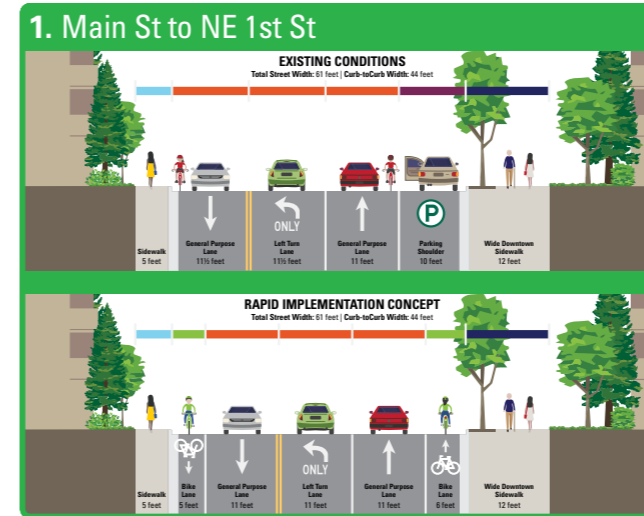 1. Main St to NE 1st St
EXISTING CONDITIONS
Total Street Width: 61 feet | Curb-toCurb Width: 44 feet
ONLY
P
Sidewalk
5 feet
General Purpose
Lane
11½ feet
Left Turn
Lane
11½ feet
General Purpose
Lane
11 feet
Parking
Shoulder
10 feet
Wide Downtown
Sidewalk
12 feet
RAPID IMPLEMENTATION CONCEPT
Total Street Width: 61 feet | Curb-toCurb Width: 44 feet
ONLY
Sidewalk
5 feet
Bike
Lane
5 feet
General Purpose
Lane
11 feet
Left Turn
Lane
11 feet
General Purpose
Lane
11 feet
Bike
Lane
6 feet
Wide Downtown
Sidewalk
12 feet